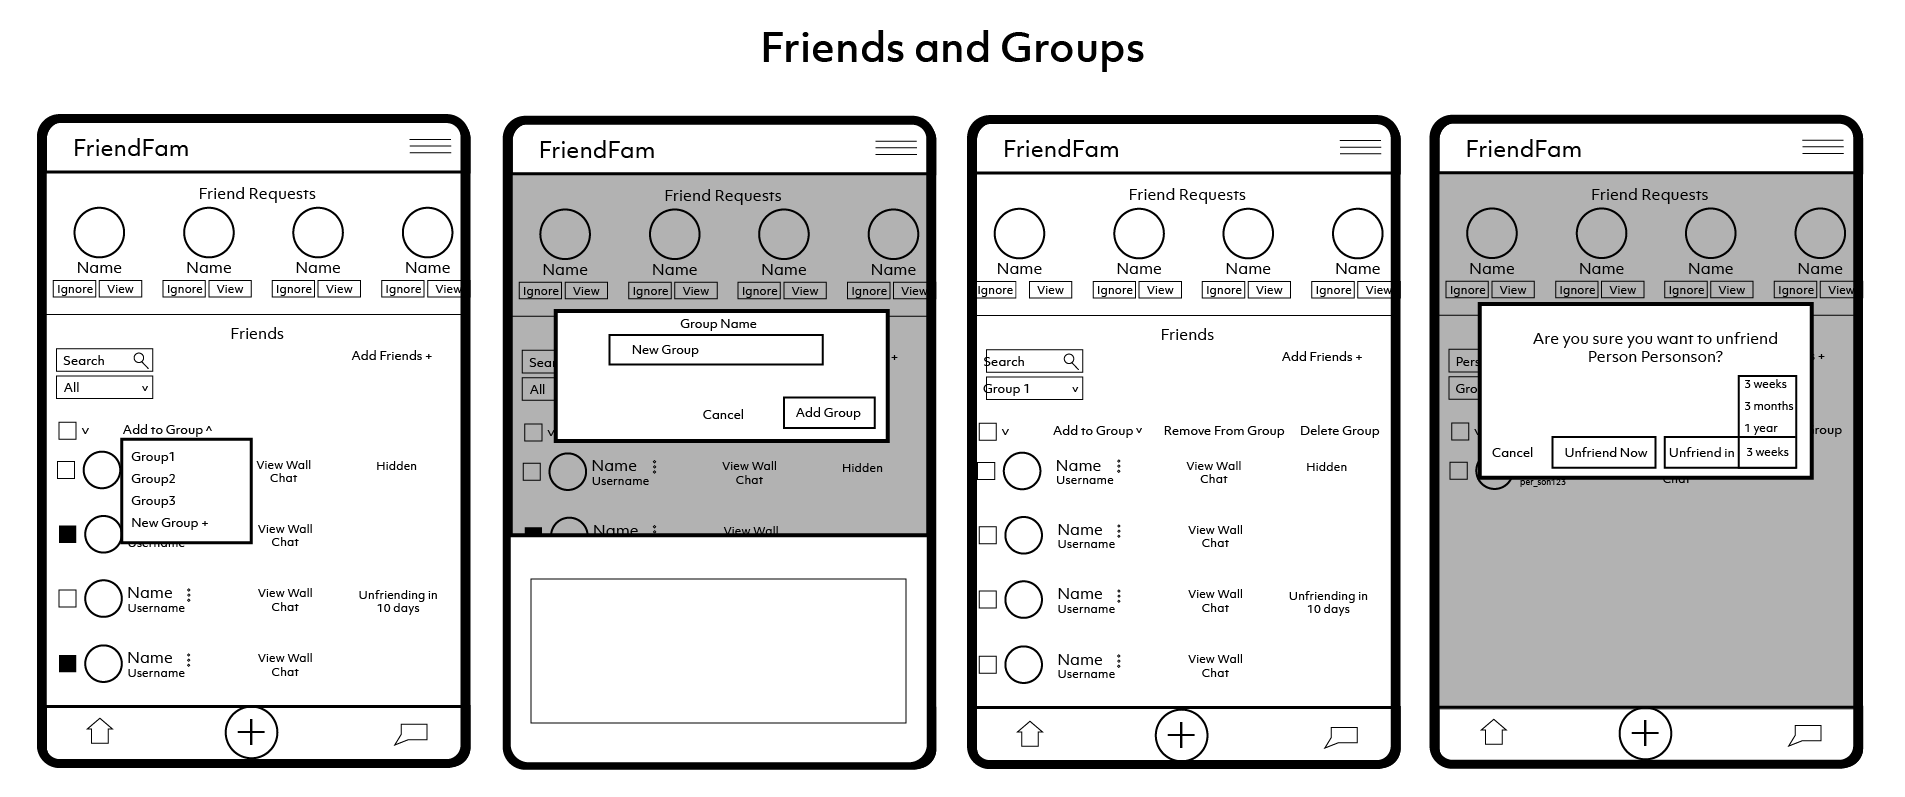 Friends and Groups
FriendFam
Friend Requests
Name Name Name Name
Ignore View Ignore View Ignore View Ignore View
Friends
Search
Add Friends +
All v
v Add to Group ^
Group1
Group2
Group3
New Group +
View Wall
Chat
Hidden
Username
View Wall
Chat
Name
Username
View Wall
Chat
Unfriending in
10 days
Name
Username
View Wall
Chat
FriendFam
Friend Requests
Name Name Name Name
Ignore View Ignore View Ignore View Ignore View
Group Name
New Group
Cancel Add Group
Sear
+
All
v
Name
Username
View Wall
Chat
Hidden
Name
View Wall
FriendFam
Friend Requests
Name Name Name Name
Ignore View Ignore View Ignore View Ignore View
Friends
Search
Add Friends +
Group 1 v
v Add to Group v Remove From Group Delete Group
Name
Username
View Wall
Chat
Hidden
Name
Username
View Wall
Chat
Name
Username
View Wall
Chat
Unfriending in
10 days
Name
Username
View Wall
Chat
FriendFam
Friend Requests
Name Name Name Name
Ignore View Ignore View Ignore View Ignore View
Are you sure you want to unfriend
Person Personson?
3 weeks
3 months
1 year
Cancel Unfriend Now Unfriend in 3 weeks
Pers
s +
Gro
v
roup
per_son123
Chat